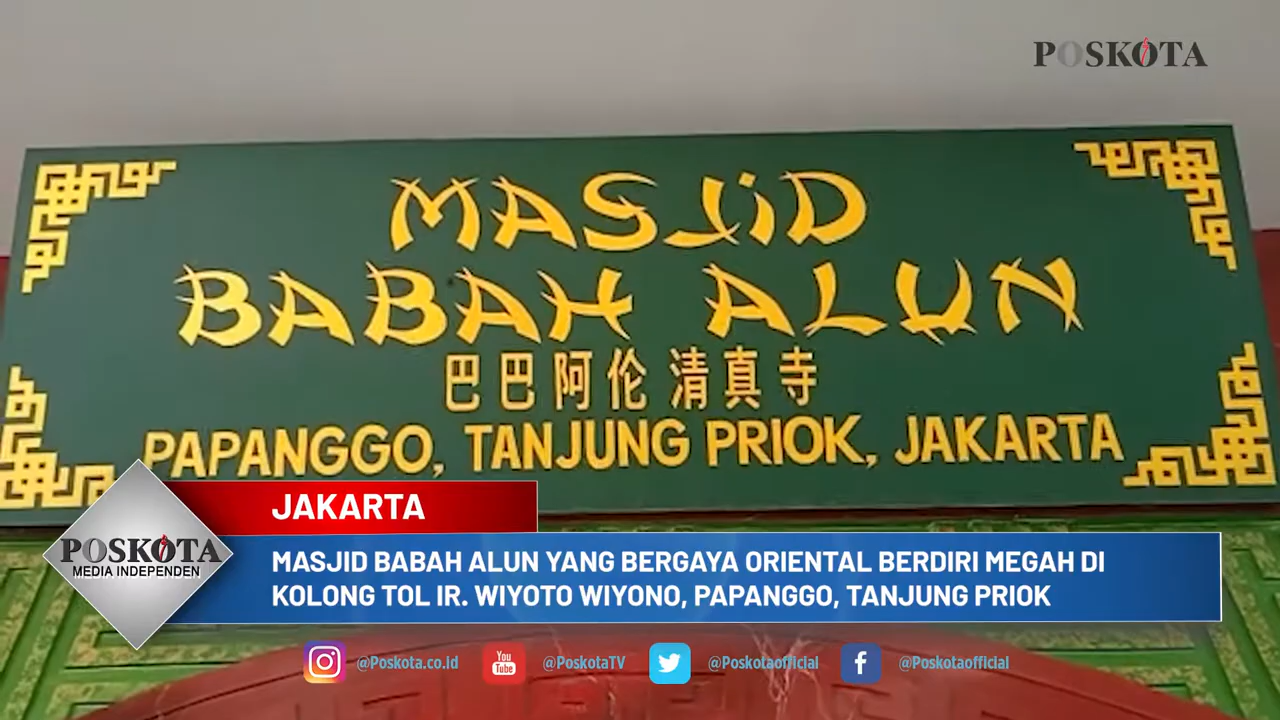 POSKOTA
MASJiD
BABAH ALUN
巴巴阿伦清真寺
PAPANGGO, TANJUNG PRIOK, JAKARTA
JAKARTA
POSKOTA
MEDIA INDEPENDEN
MASJID BABAH ALUN YANG BERGAYA ORIENTAL BERDIRI MEGAH DI
KOLONG TOL IR. WIYOTO WIYONO, PAPANGGO, TANJUNG PRIOK
@Poskota.co.id
You Tube
@PoskotaTV
@Poskotaofficial
@Poskotaofficial